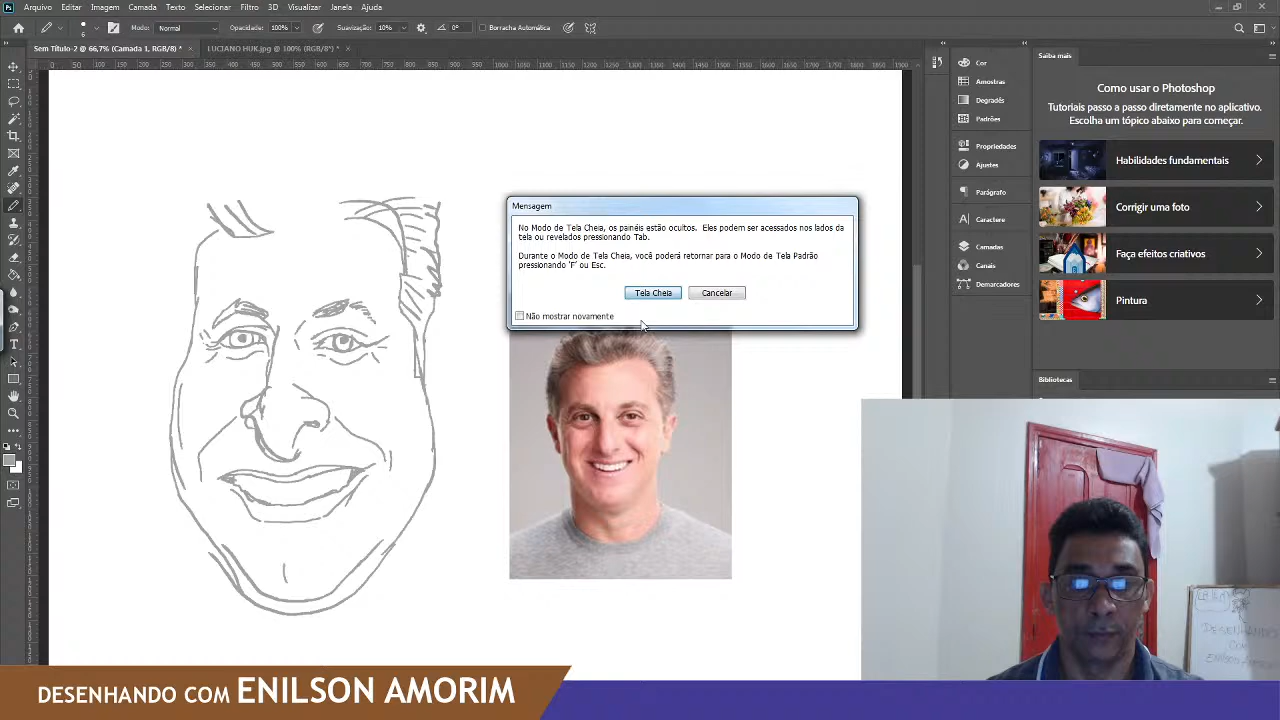 Arquivo Editar Imagem Camada Texto Selecionar Filtro 3D Visualizar Janela Ajuda
Modo: Normal Opacidade: 100% Suavização: 10% 0° Borracha Automática
Sem Título-2 @ 66,7% (Camada 1, RGB/8) * × LUCIANO HUK.jpg @ 100% (RGB/8*) * ×
Cor
Amostras
Degradês
Padrões
Propriedades
Ajustes
Parágrafo
Caractere
Camadas
Canais
Demarcadores
Saiba mais
Como usar o Photoshop
Tutoriais passo a passo diretamente no aplicativo.
Escolha um tópico abaixo para começar.
Habilidades fundamentais
Corrigir uma foto
Faça efeitos criativos
Pintura
Bibliotecas
Mensagem
No Modo de Tela Cheia, os painéis estão ocultos. Eles podem ser acessados nos lados da
tela ou revelados pressionando Tab.
Durante o Modo de Tela Cheia, você poderá retornar para o Modo de Tela Padrão
pressionando 'F' ou Esc.
Tela Cheia Cancelar
Não mostrar novamente
DESENHANDO
COM
ENILSON AMORIM
DESENHANDO COM ENILSON AMORIM